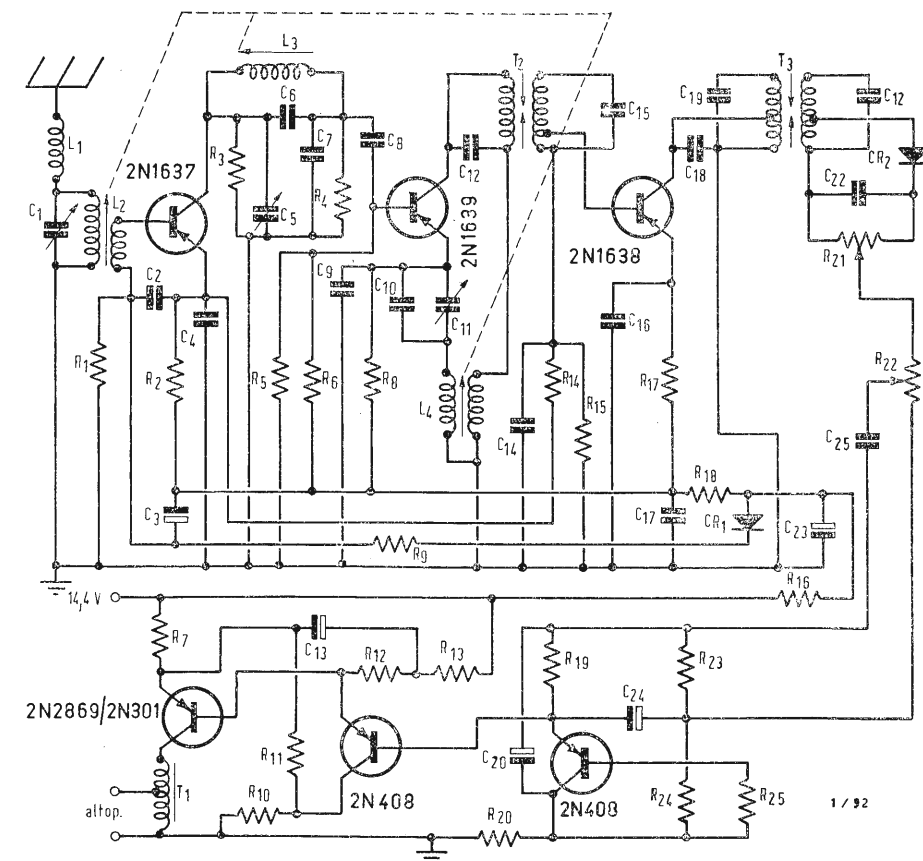 L3
T2
T3
C6
C19
C12
C15
L1
C7
C8
R3
2N1637
CR2
L2
R4
C12
C18
C22
C1
C5
2N1639
2N1638
R21
C2
C9
C10
C16
C4
C11
R1
R2
R5
R6
R8
R14
R17
R22
L4
R15
C14
C25
R18
C3
C17
CR1
C23
R9
R16
14,4 V
R7
C13
R12
R13
R19
R23
C24
2N2869/2N301
R11
C20
R10
2N408
2N408
R24
R25
1/92
T1
altop.
R20